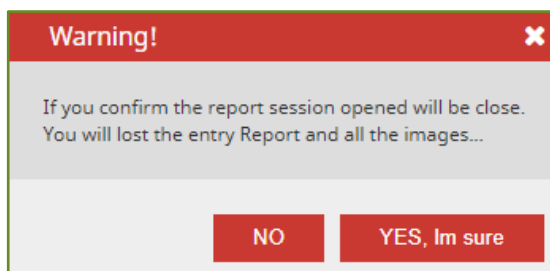 Warning!
If you confirm the report session opened will be close.
You will lost the entry Report and all the images...
NO
YES, Im sure